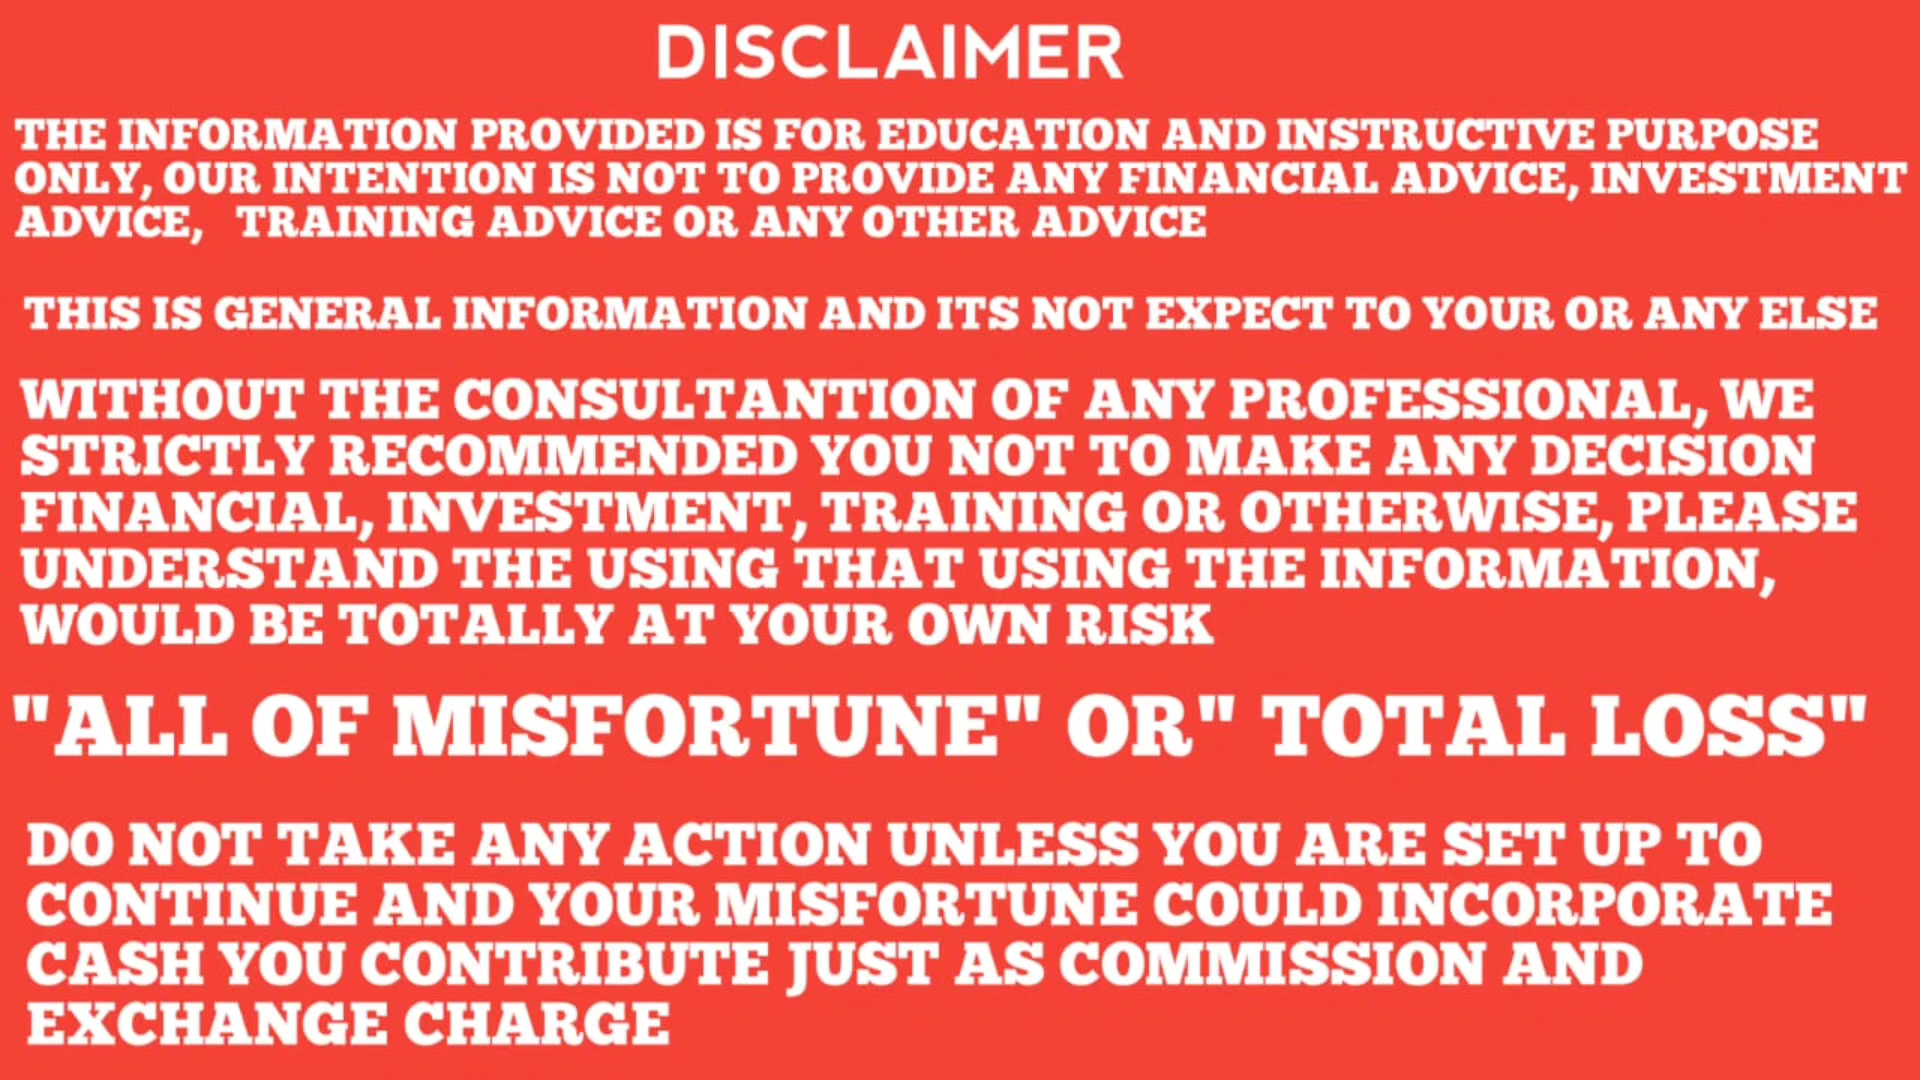 DISCLAIMER
THE INFORMATION PROVIDED IS FOR EDUCATION AND INSTRUCTIVE PURPOSE
ONLY, OUR INTENTION IS NOT TO PROVIDE ANY FINANCIAL ADVICE, INVESTMENT
ADVICE, TRAINING ADVICE OR ANY OTHER ADVICE
THIS IS GENERAL INFORMATION AND ITS NOT EXPECT TO YOUR OR ANY ELSE
WITHOUT THE CONSULTANTION OF ANY PROFESSIONAL, WE
STRICTLY RECOMMENDED YOU NOT TO MAKE ANY DECISION
FINANCIAL, INVESTMENT, TRAINING OR OTHERWISE, PLEASE
UNDERSTAND THE USING THAT USING THE INFORMATION,
WOULD BE TOTALLY AT YOUR OWN RISK
"ALL OF MISFORTUNE" OR" TOTAL LOSS"
DO NOT TAKE ANY ACTION UNLESS YOU ARE SET UP TO
CONTINUE AND YOUR MISFORTUNE COULD INCORPORATE
CASH YOU CONTRIBUTE JUST AS COMMISSION AND
EXCHANGE CHARGE